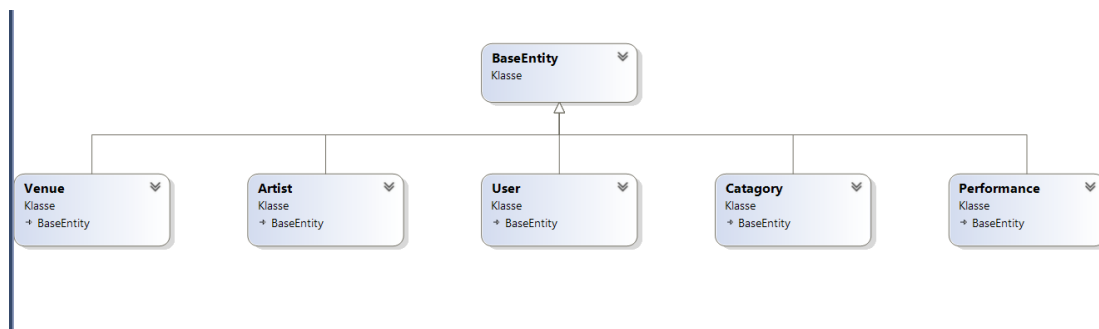 BaseEntity
Klasse
Venue
Klasse
BaseEntity
Artist
Klasse
BaseEntity
User
Klasse
BaseEntity
Catagory
Klasse
BaseEntity
Performance
Klasse
BaseEntity